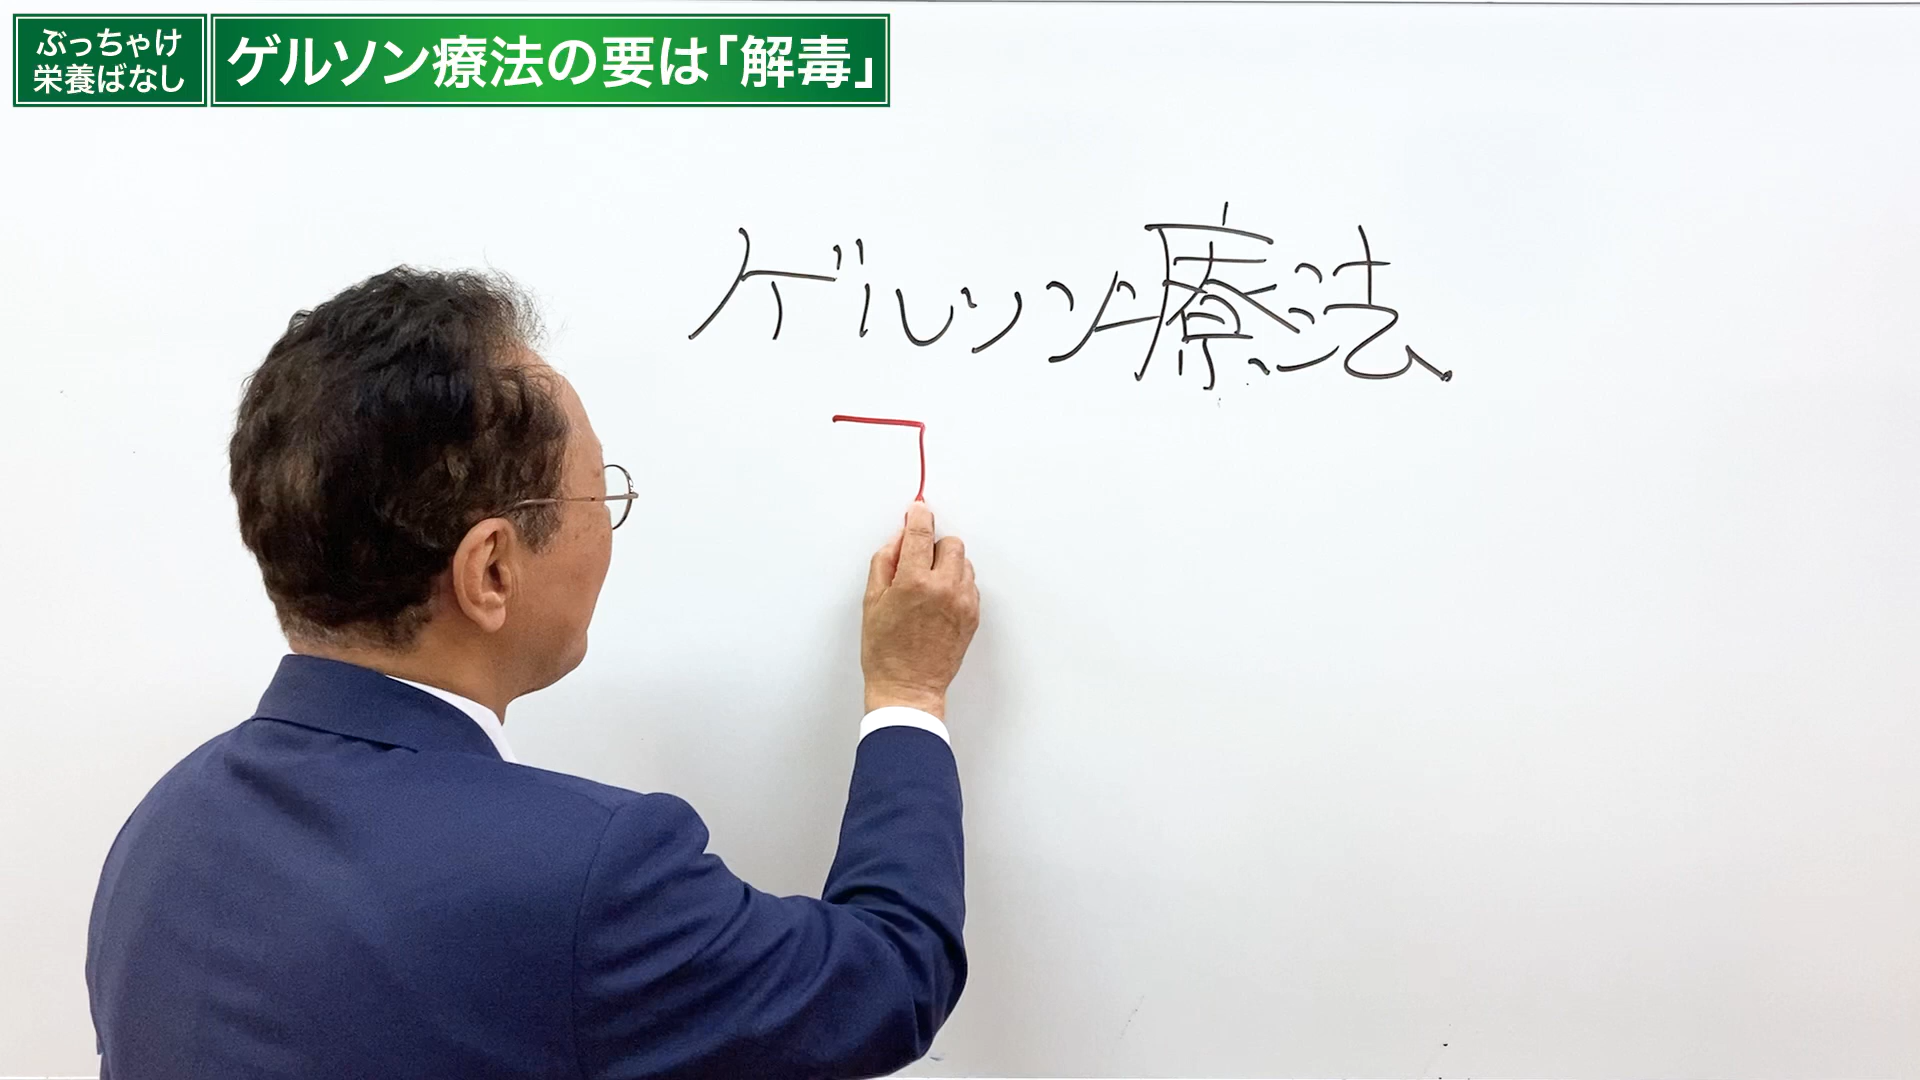 ぶっちゃけ
栄養ばなし
ゲルソン療法の要は「解毒」
ゲルソン療法